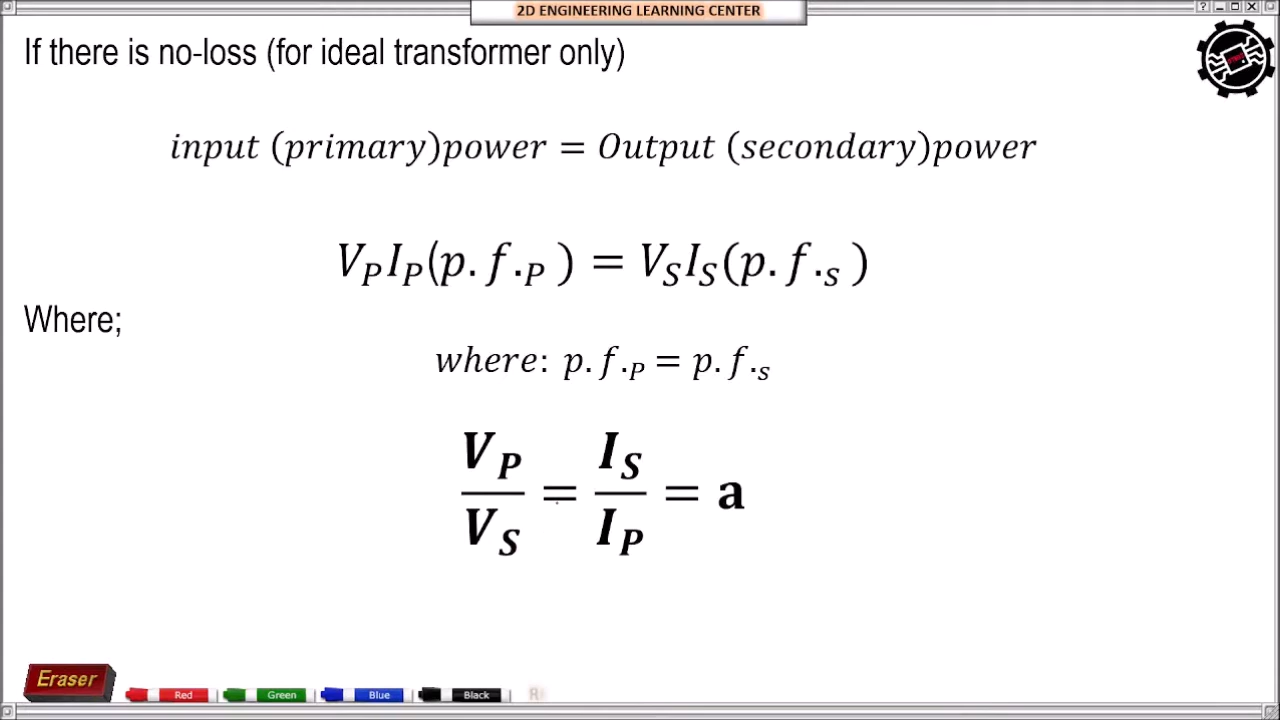 2D ENGINEERING LEARNING CENTER
If there is no-loss (for ideal transformer only)
input (primary)power = Output (secondary)power
V_P I_P (p.f._P ) = V_S I_S (p.f._s )
Where;
where: p.f._P = p.f._s
V_P / V_S = I_S / I_P = a
Eraser
Red Green Blue Black